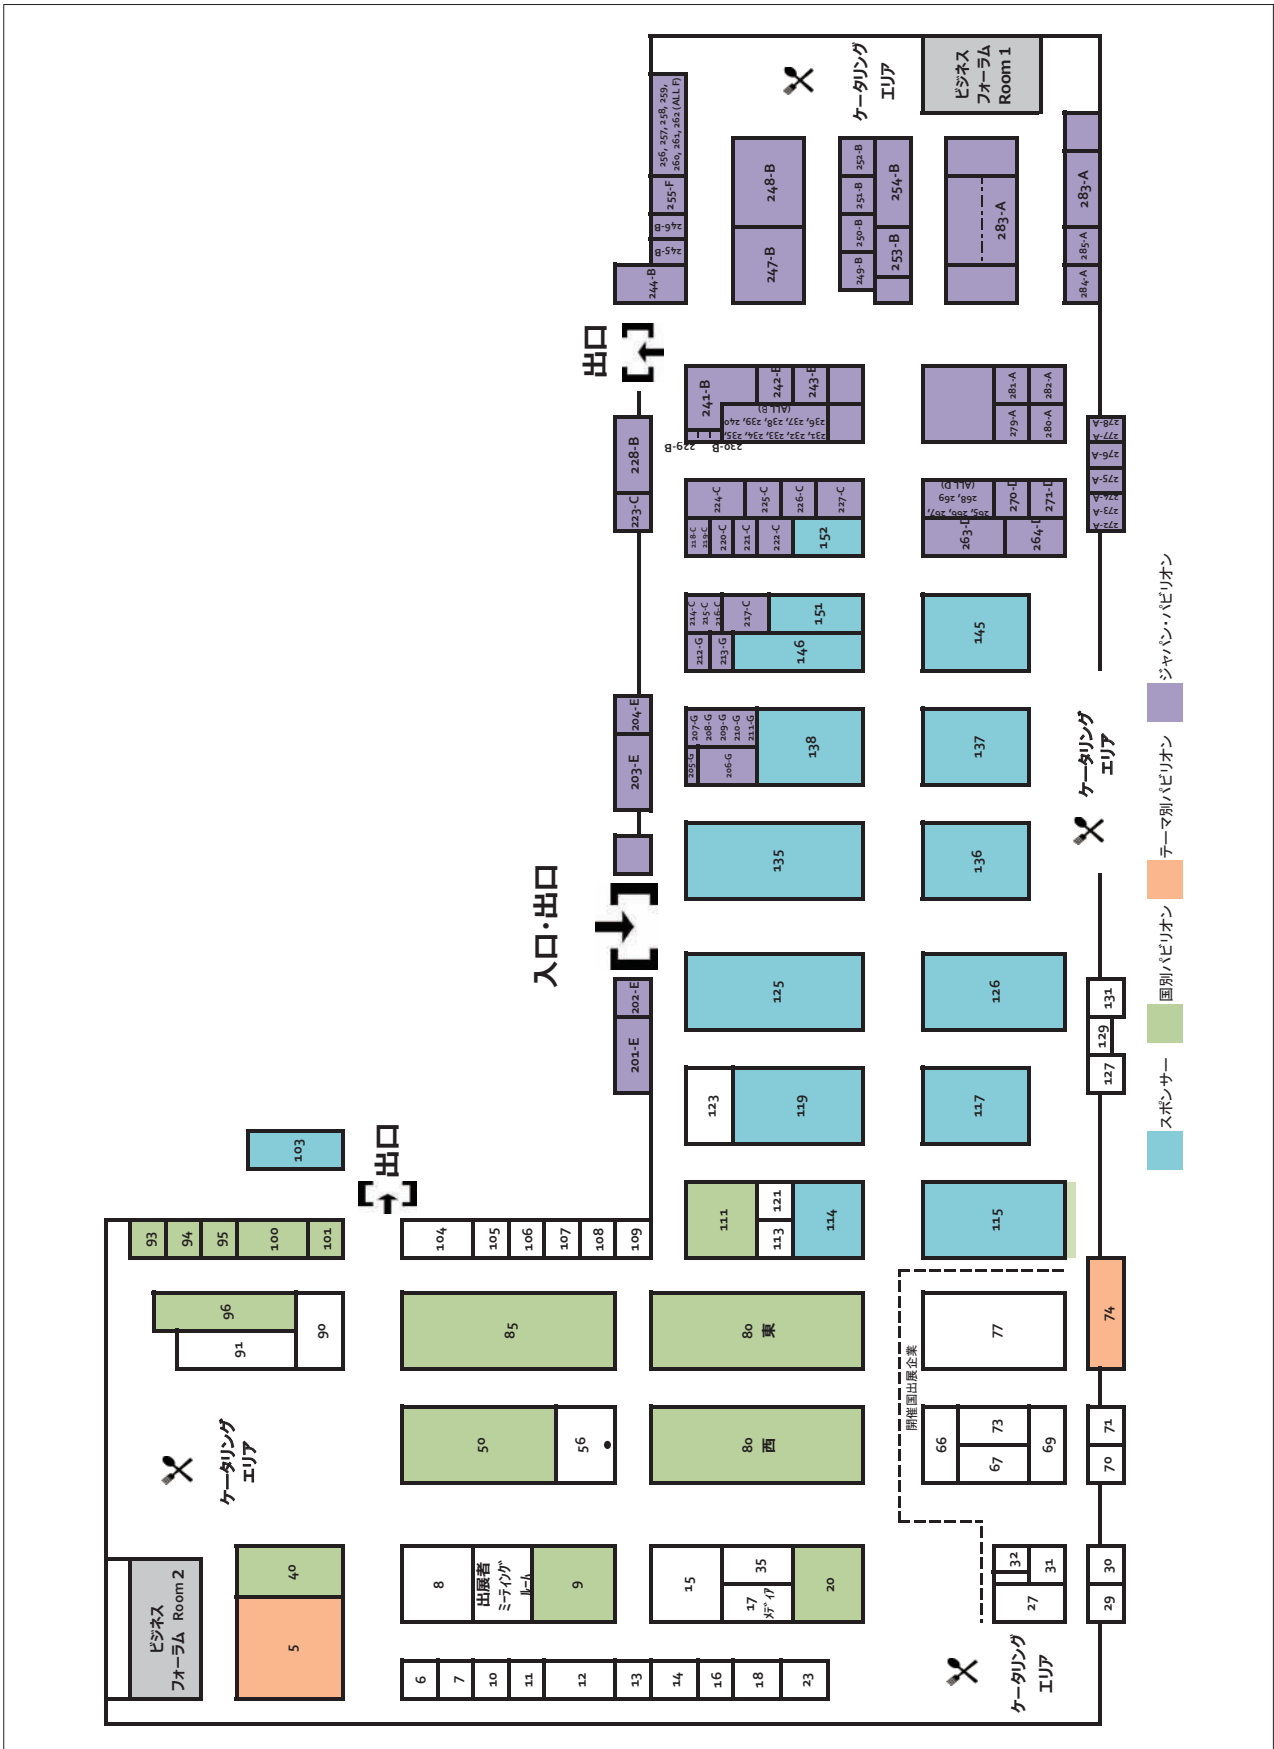 ビジネス
フォーラム
Room 1
ケータリング
エリア
256, 257, 258, 259,
260, 261, 262 (ALL F)
255-F
246-B
245-B
244-B
248-B
247-B
252-B
251-B
250-B
249-B
254-B
253-B
283-A
283-A
285-A
284-A
出口
228-B
223-C
241-B
242-B
243-B
231, 232, 233, 234, 235,
236, 237, 238, 239, 240
(ALL B)
229-B
230-B
281-A
282-A
279-A
280-A
278-A
277-A
276-A
275-A
274-A
273-A
272-A
224-C
225-C
226-C
227-C
218-C
219-C
220-C
221-C
222-C
152
265, 266, 267,
268, 269
(ALL D)
270-D
271-D
263-D
264-D
214-C
215-C
216-C
217-C
151
212-G
213-G
146
145
204-E
203-E
207-G
208-G
209-G
210-G
211-G
205-G
206-G
138
137
ケータリング
エリア
135
136
入口・出口
202-E
201-E
125
126
131
129
127
123
119
117
103
出口
93
94
95
100
101
104
105
106
107
108
109
111
121
113
114
115
96
91
90
85
80
東
開催国出展企業
77
74
ケータリング
エリア
50
56
80
西
66
73
67
69
71
70
ビジネス
フォーラム Room 2
40
5
8
出展者
ミーティング
ルーム
9
15
35
17
メディア
20
32
31
27
30
29
6
7
10
11
12
13
14
16
18
23
ケータリング
エリア
スポンサー
国別パビリオン
テーマ別パビリオン
ジャパン・パビリオン